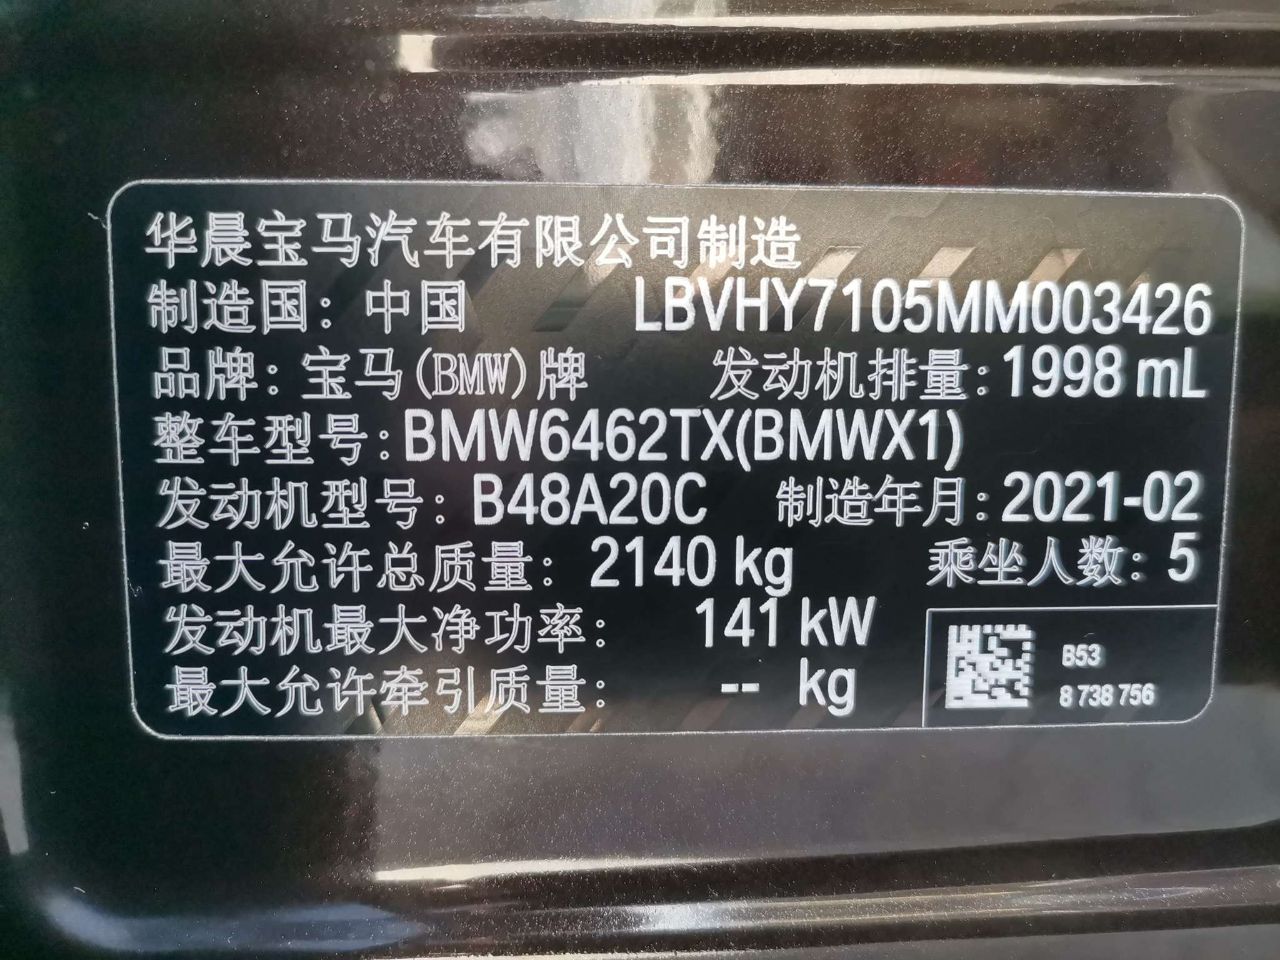 华晨宝马汽车有限公司制造
制造国：中国 LBVHY7105MM003426
品牌：宝马(BMW)牌 发动机排量：1998 mL
整车型号：BMW6462TX(BMWX1)
发动机型号：B48A20C 制造年月：2021-02
最大允许总质量：2140 kg 乘坐人数：5
发动机最大净功率：141 kW
最大允许牵引质量：-- kg
B53
8 738 756